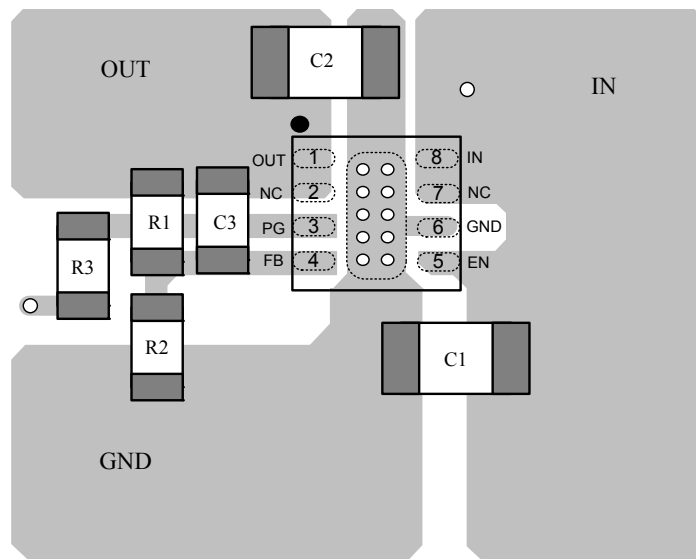 C2
OUT
IN
OUT 1 8 IN
NC 2 7 NC
R1 C3 PG 3 6 GND
R3 FB 4 5 EN
R2
C1
GND